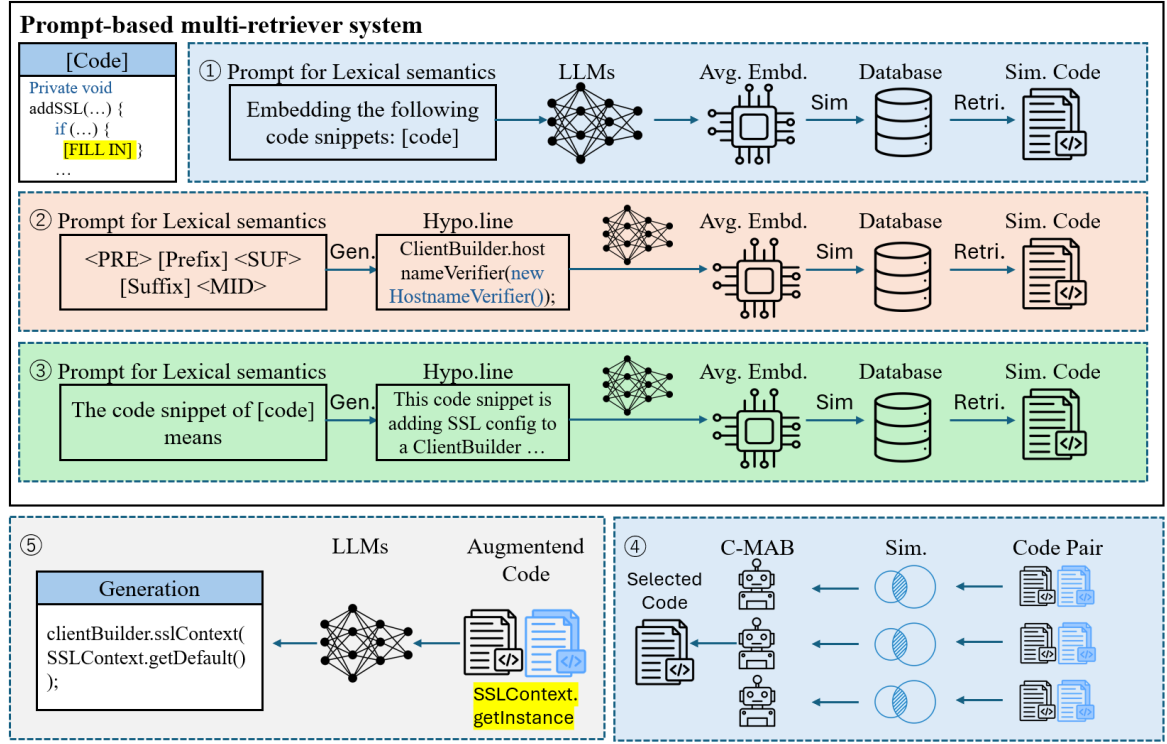 Prompt-based multi-retriever system
[Code]
Private void
addSSL(…) {
if (…) {
[FILL IN] }
…
① Prompt for Lexical semantics
Embedding the following
code snippets: [code]
LLMs
Avg. Embd.
Sim
Database
Retri.
Sim. Code
② Prompt for Lexical semantics
<PRE> [Prefix] <SUF>
[Suffix] <MID>
Gen.
Hypo.line
ClientBuilder.host
nameVerifier(new
HostnameVerifier());
Avg. Embd.
Sim
Database
Retri.
Sim. Code
③ Prompt for Lexical semantics
The code snippet of [code]
means
Gen.
Hypo.line
This code snippet is
adding SSL config to
a ClientBuilder …
Avg. Embd.
Sim
Database
Retri.
Sim. Code
⑤
Generation
clientBuilder.sslContext(
SSLContext.getDefault()
);
LLMs
Augmentend
Code
SSLContext.
getInstance
④
Selected
Code
C-MAB
Sim.
Code Pair